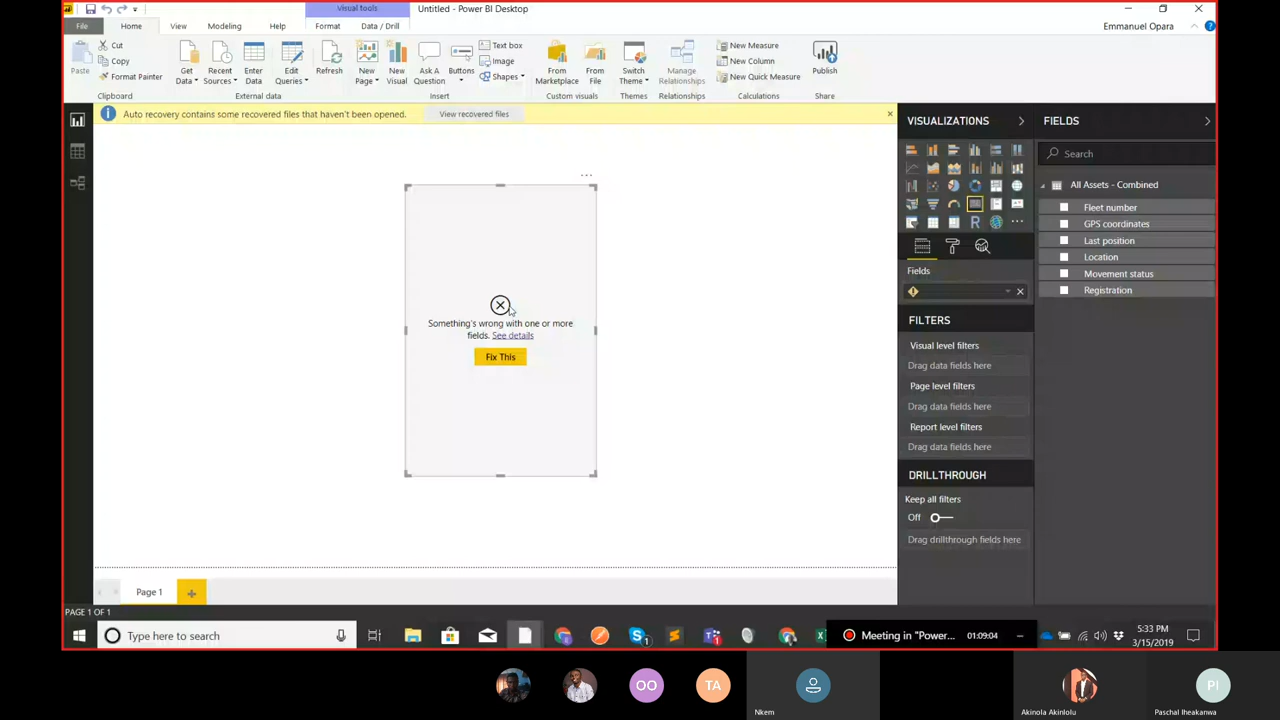 Visual tools
Untitled - Power BI Desktop
File
Home
View
Modeling
Help
Format
Data / Drill
Emmanuel Opara
Paste
Cut
Copy
Format Painter
Clipboard
Get Data
Recent Sources
Enter Data
Edit Queries
Refresh
External data
New Page
New Visual
Ask A Question
Buttons
Text box
Image
Shapes
Insert
From Marketplace
From File
Custom visuals
Switch Theme
Themes
Manage Relationships
Relationships
New Measure
New Column
New Quick Measure
Calculations
Publish
Share
Auto recovery contains some recovered files that haven't been opened.
View recovered files
Something's wrong with one or more
fields. See details
Fix This
VISUALIZATIONS
R
Fields
FILTERS
Visual level filters
Drag data fields here
Page level filters
Drag data fields here
Report level filters
Drag data fields here
DRILLTHROUGH
Keep all filters
Off
Drag drillthrough fields here
FIELDS
Search
All Assets - Combined
Fleet number
GPS coordinates
Last position
Location
Movement status
Registration
Page 1
PAGE 1 OF 1
Type here to search
Meeting in "Power...
01:09:04
5:33 PM
3/15/2019
OO
TA
Nkem
Akinola Akinlolu
PI
Paschal Iheakanwa